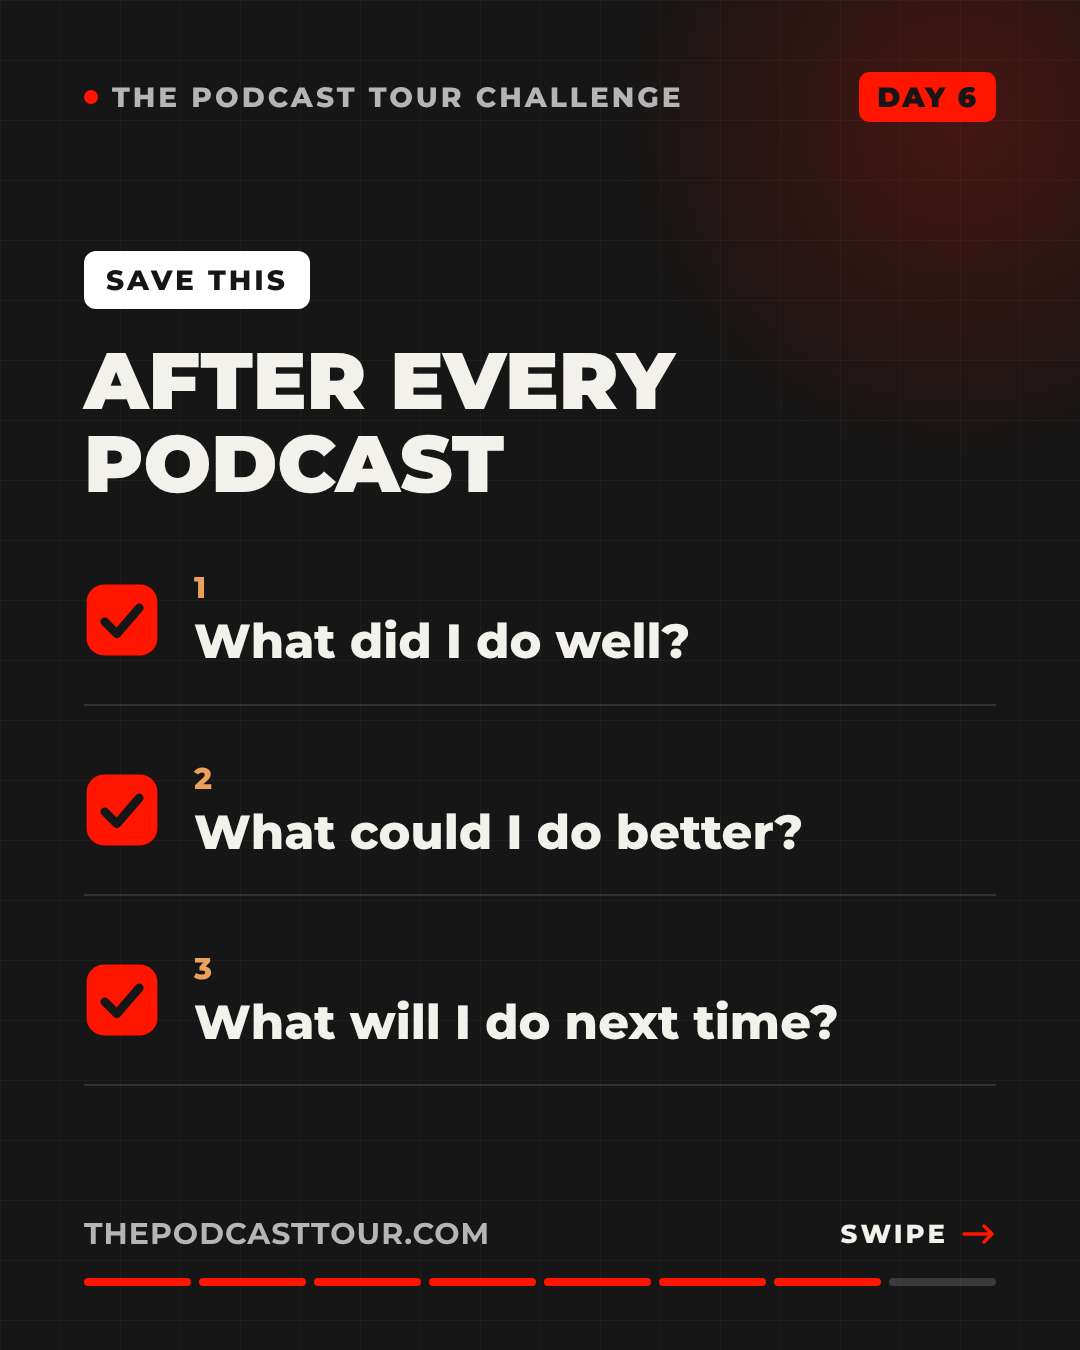 THE PODCAST TOUR CHALLENGE
DAY 6
SAVE THIS
AFTER EVERY
PODCAST
1
What did I do well?
2
What could I do better?
3
What will I do next time?
THEPODCASTTOUR.COM
SWIPE →